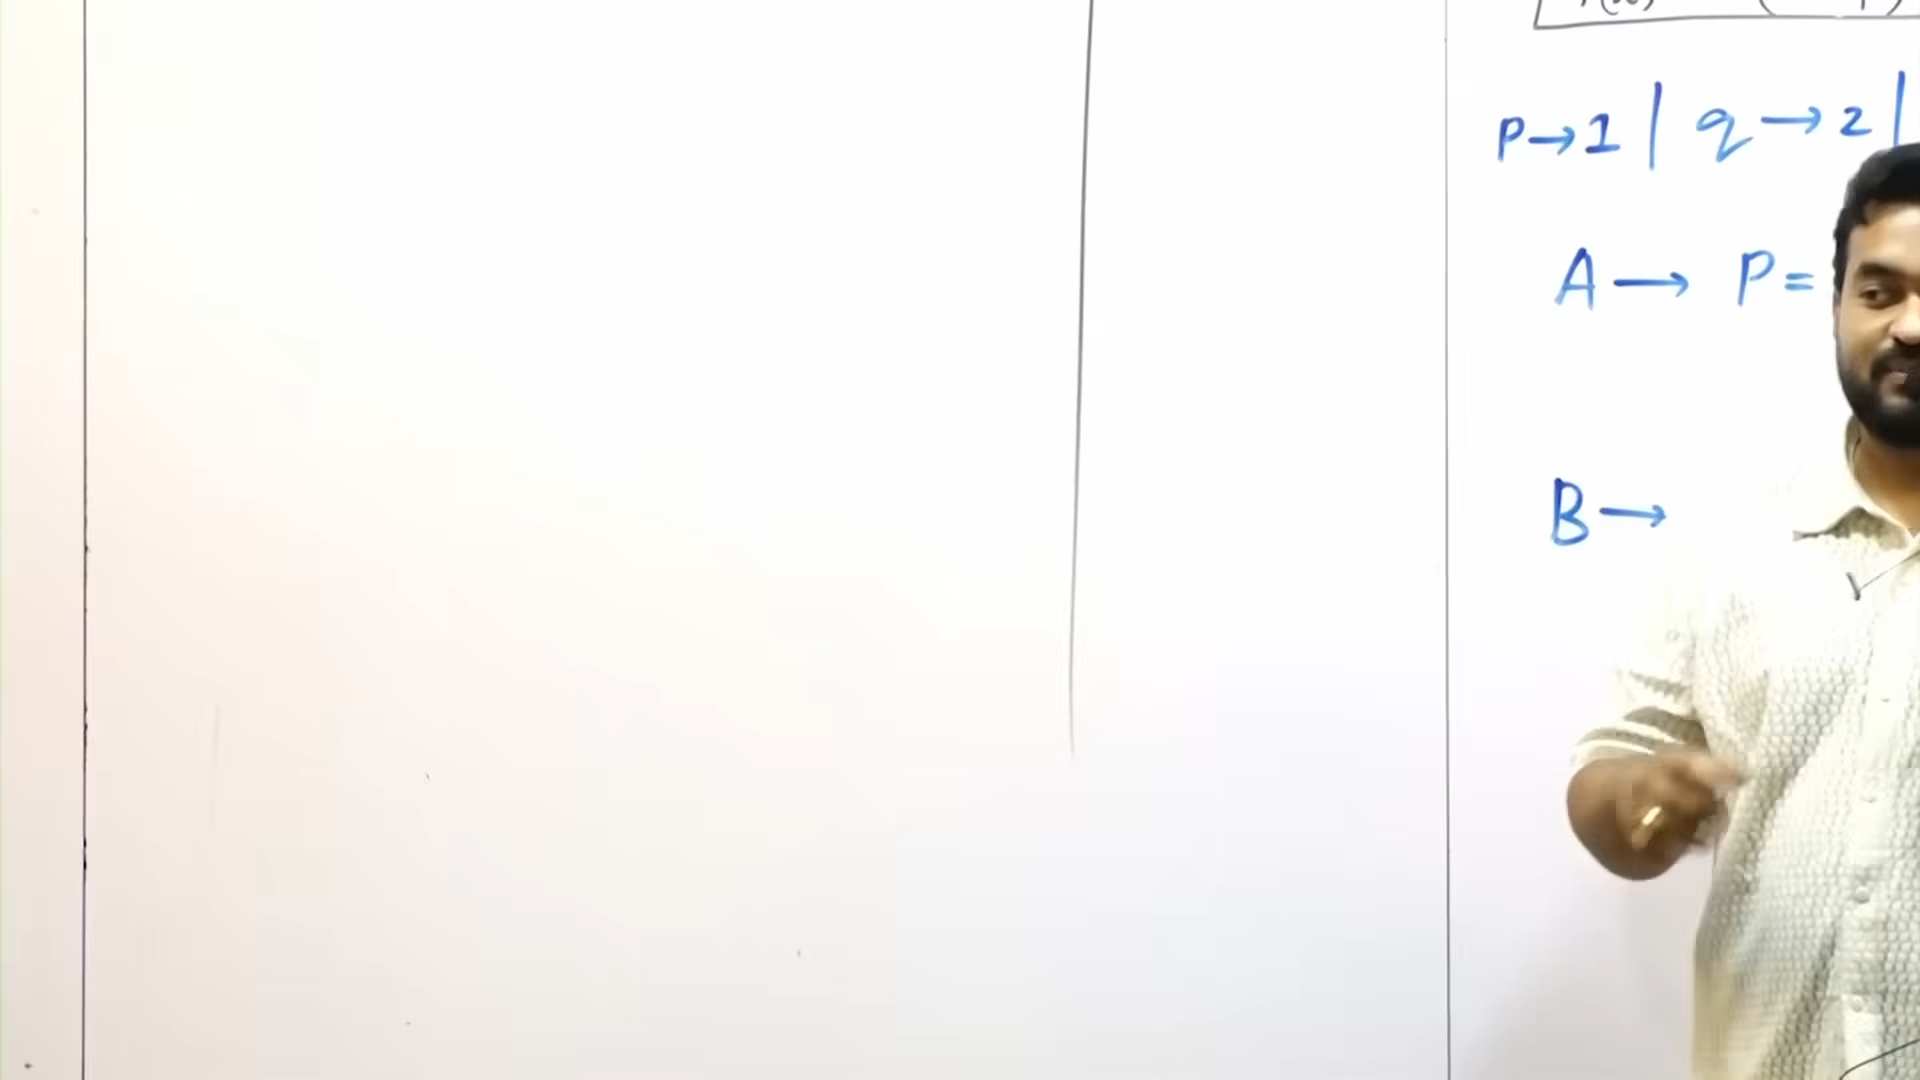 P→1 | q→2 |
A → P =
B →